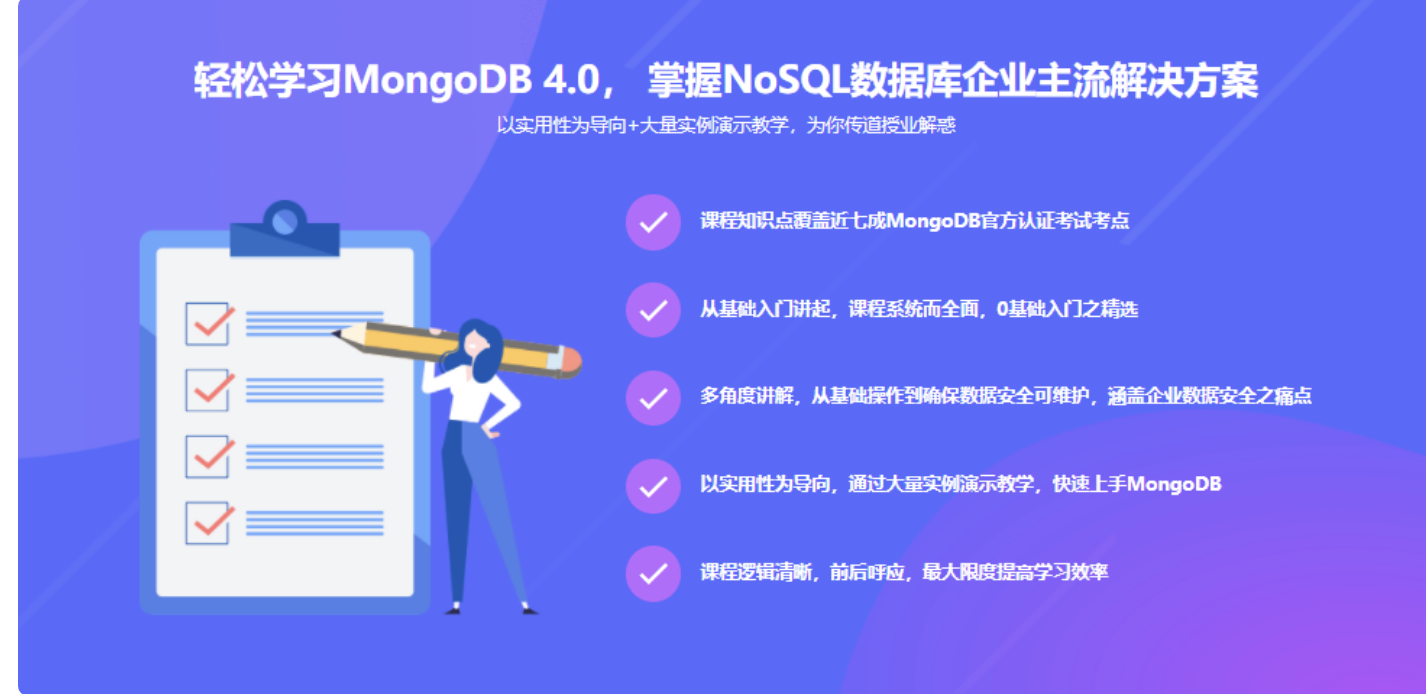 轻松学习MongoDB 4.0， 掌握NoSQL数据库企业主流解决方案
以实用性为导向+大量实例演示教学，为你传道授业解惑
课程知识点覆盖近七成MongoDB官方认证考试考点
从基础入门讲起，课程系统而全面，0基础入门之精选
多角度讲解，从基础操作到确保数据安全可维护，涵盖企业数据安全之痛点
以实用性为导向，通过大量实例演示教学，快速上手MongoDB
课程逻辑清晰，前后呼应，最大限度提高学习效率